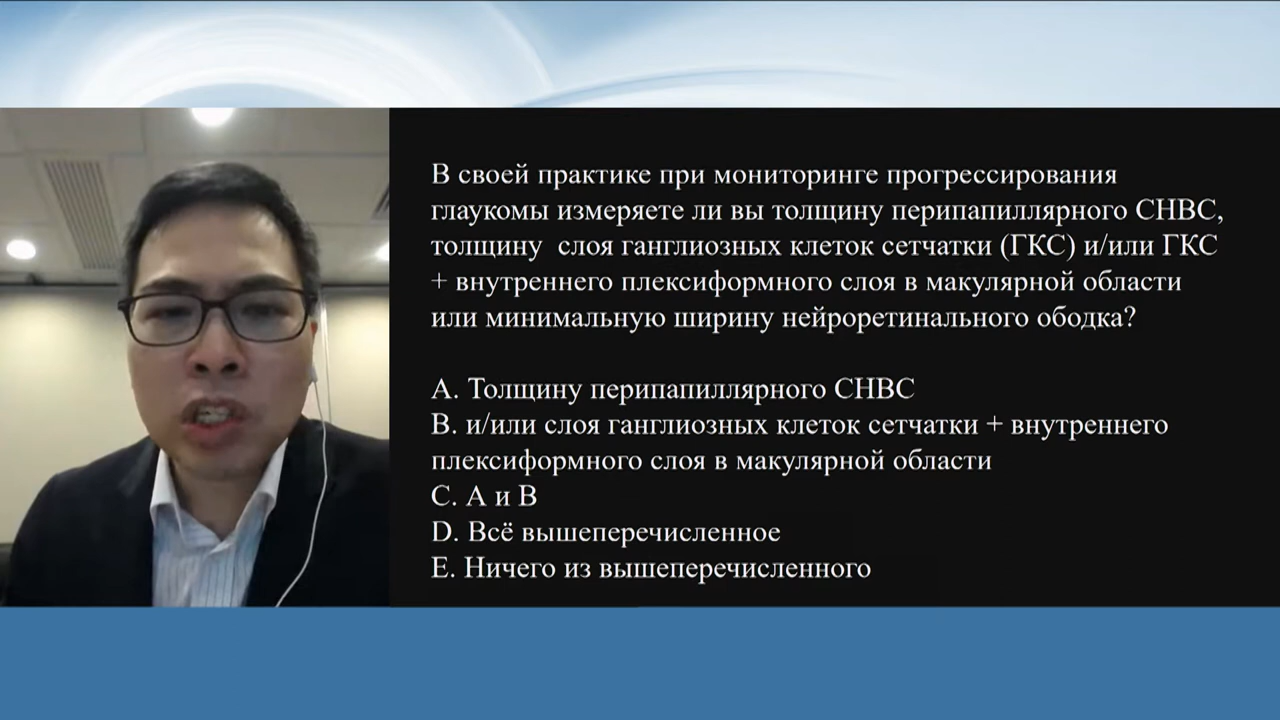 В своей практике при мониторинге прогрессирования
глаукомы измеряете ли вы толщину перипапиллярного СНВС,
толщину  слоя ганглиозных клеток сетчатки (ГКС) и/или ГКС
+ внутреннего плексиформного слоя в макулярной области
или минимальную ширину нейроретинального ободка?
A. Толщину перипапиллярного СНВС
B. и/или слоя ганглиозных клеток сетчатки + внутреннего
плексиформного слоя в макулярной области
C. А и В
D. Всё вышеперечисленное
E. Ничего из вышеперечисленного